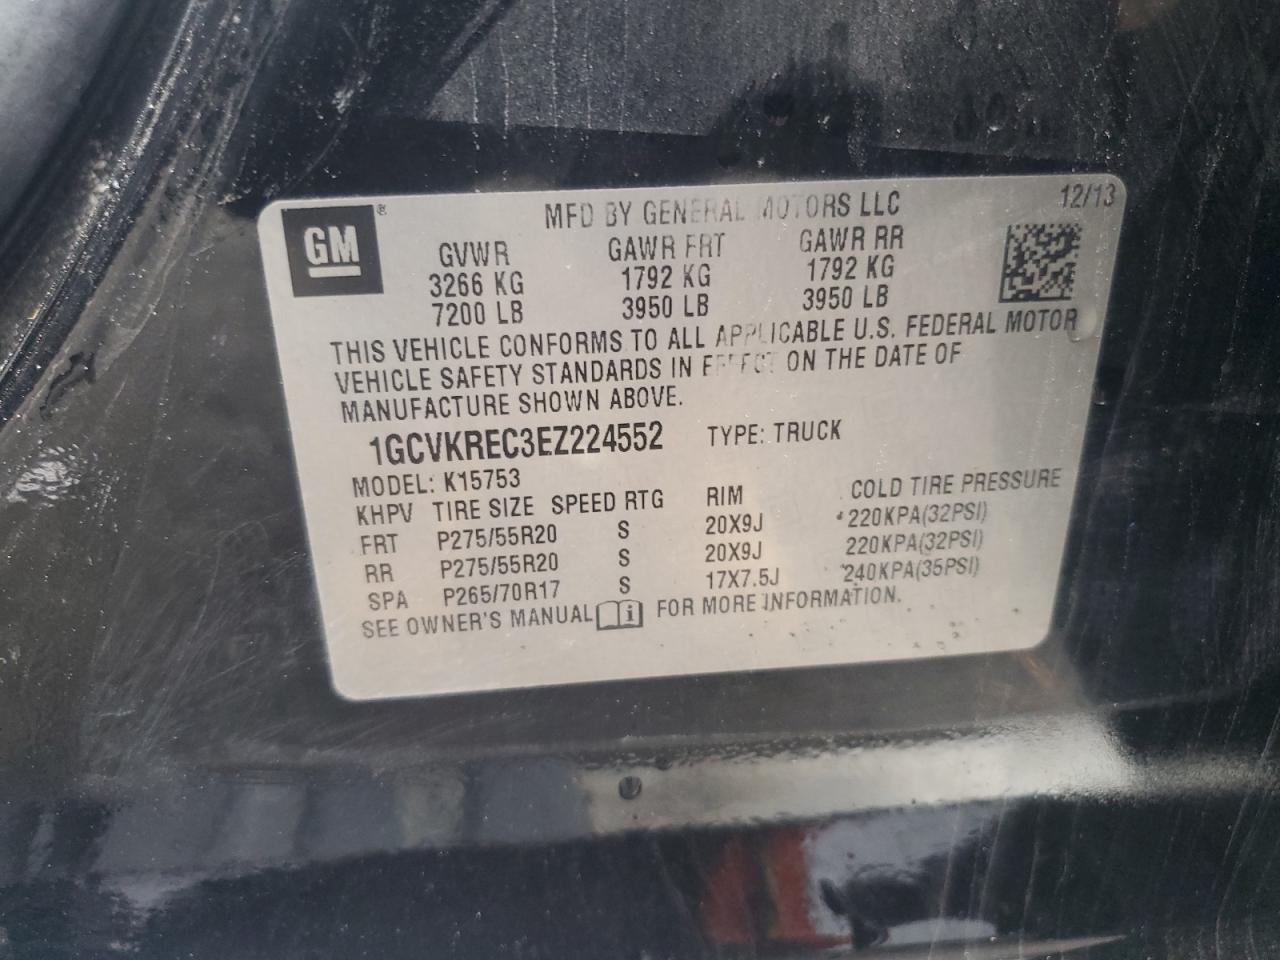 GM ®
MFD BY GENERAL MOTORS LLC 12/13
GVWR GAWR FRT GAWR RR
3266 KG 1792 KG 1792 KG
7200 LB 3950 LB 3950 LB
THIS VEHICLE CONFORMS TO ALL APPLICABLE U.S. FEDERAL MOTOR
VEHICLE SAFETY STANDARDS IN EFFECT ON THE DATE OF
MANUFACTURE SHOWN ABOVE.
1GCVKREC3EZ224552 TYPE: TRUCK
MODEL: K15753
KHPV TIRE SIZE SPEED RTG RIM COLD TIRE PRESSURE
FRT P275/55R20 S 20X9J 220KPA(32PSI)
RR P275/55R20 S 20X9J 220KPA(32PSI)
SPA P265/70R17 S 17X7.5J 240KPA(35PSI)
SEE OWNER'S MANUAL i FOR MORE INFORMATION.